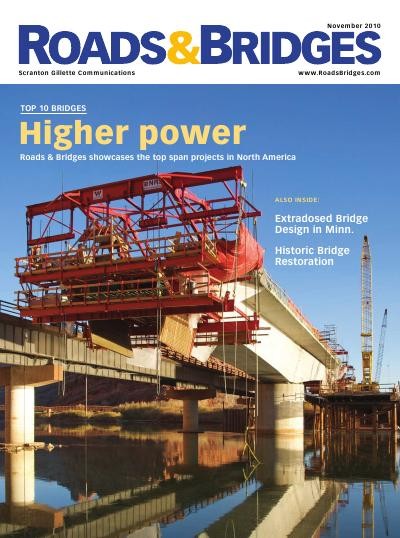 November 2010
ROADS&BRIDGES
Scranton Gillette Communications
www.RoadsBridges.com
TOP 10 BRIDGES
Higher power
Roads & Bridges showcases the top span projects in North America
ALSO INSIDE:
Extradosed Bridge
Design in Minn.
Historic Bridge
Restoration